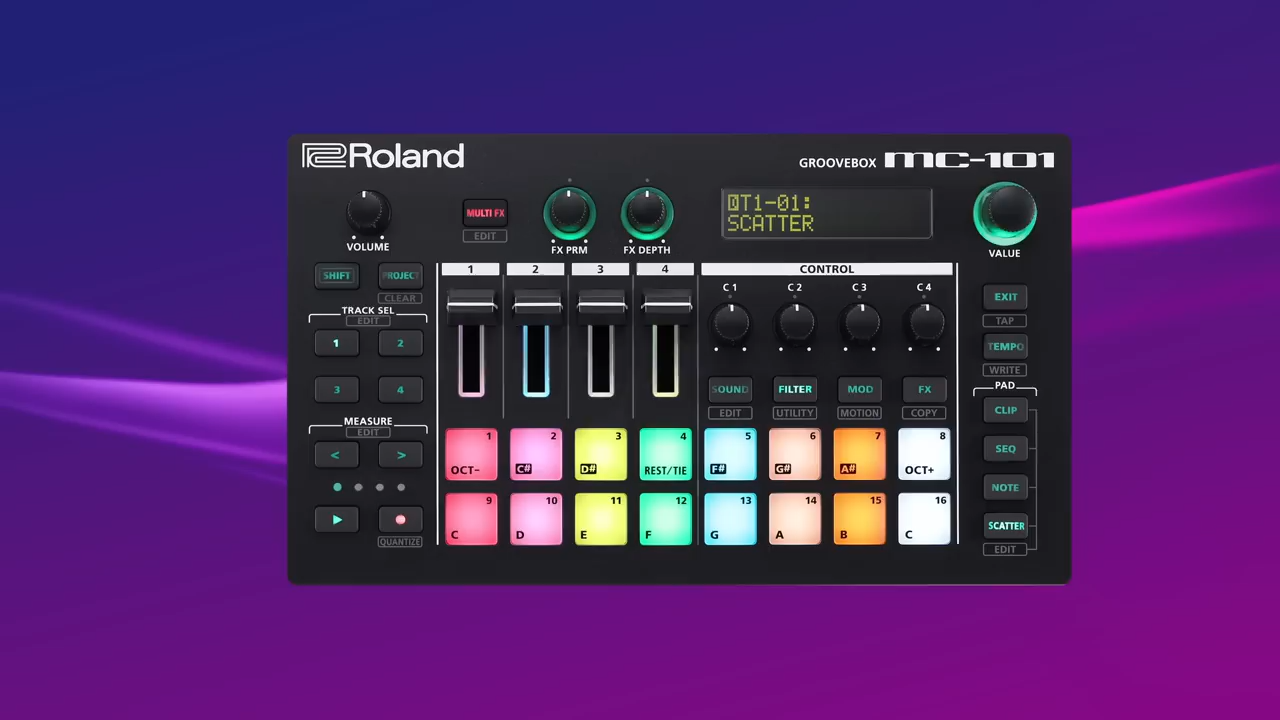 Roland
GROOVEBOX MC-101
VOLUME
MULTI FX
EDIT
FX PRM
FX DEPTH
0T1-01:
SCATTER
VALUE
SHIFT
PROJECT
CLEAR
TRACK SEL
EDIT
1
2
3
4
MEASURE
EDIT
<
>
QUANTIZE
1
2
3
4
CONTROL
C 1
C 2
C 3
C 4
SOUND
FILTER
MOD
FX
EDIT
UTILITY
MOTION
COPY
EXIT
TAP
TEMPO
WRITE
PAD
CLIP
SEQ
NOTE
SCATTER
EDIT
1
OCT-
2
C#
3
D#
4
REST/TIE
5
F#
6
G#
7
A#
8
OCT+
9
C
10
D
11
E
12
F
13
G
14
A
15
B
16
C